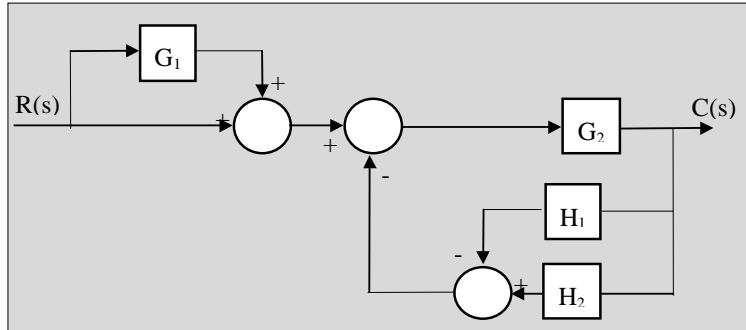 G₁
+
R(s)
+
+
-
G₂
C(s)
H₁
-
+
H₂